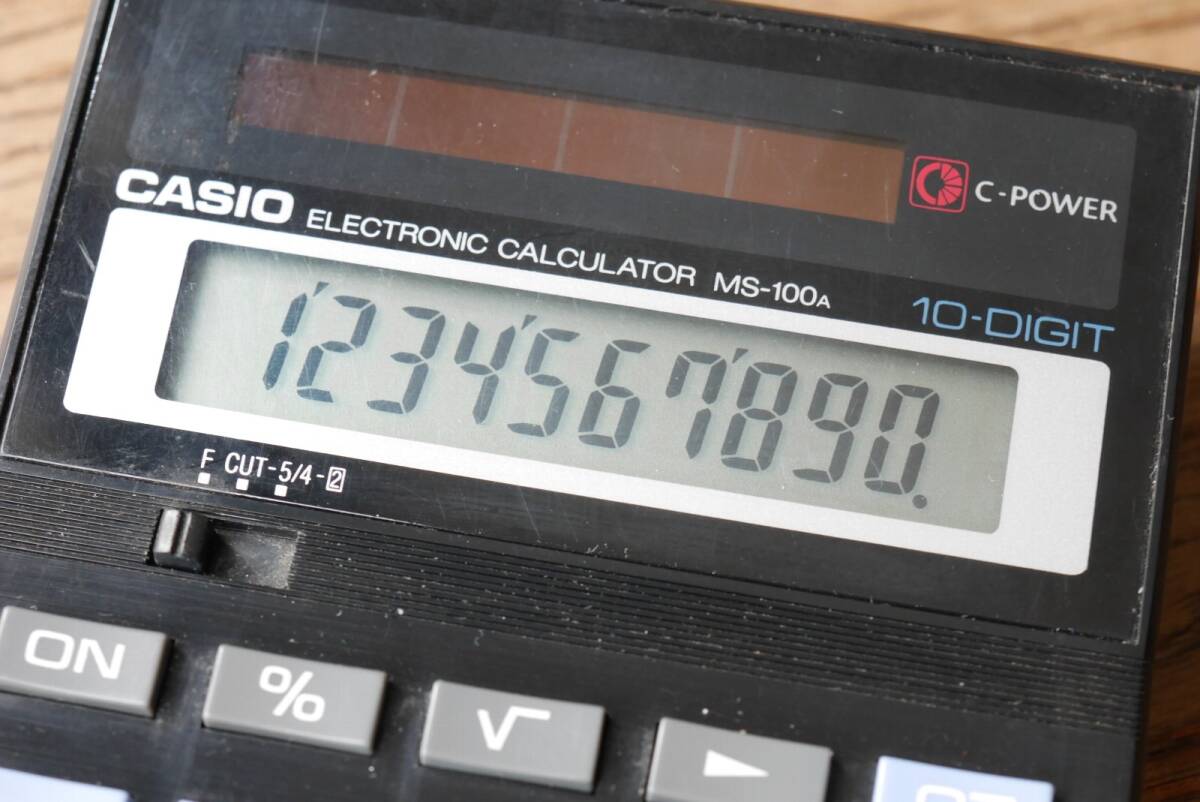 C-POWER
CASIO ELECTRONIC CALCULATOR MS-100A
10-DIGIT
1'234'567'890.
F CUT-5/4-2
ON
%
√
▶